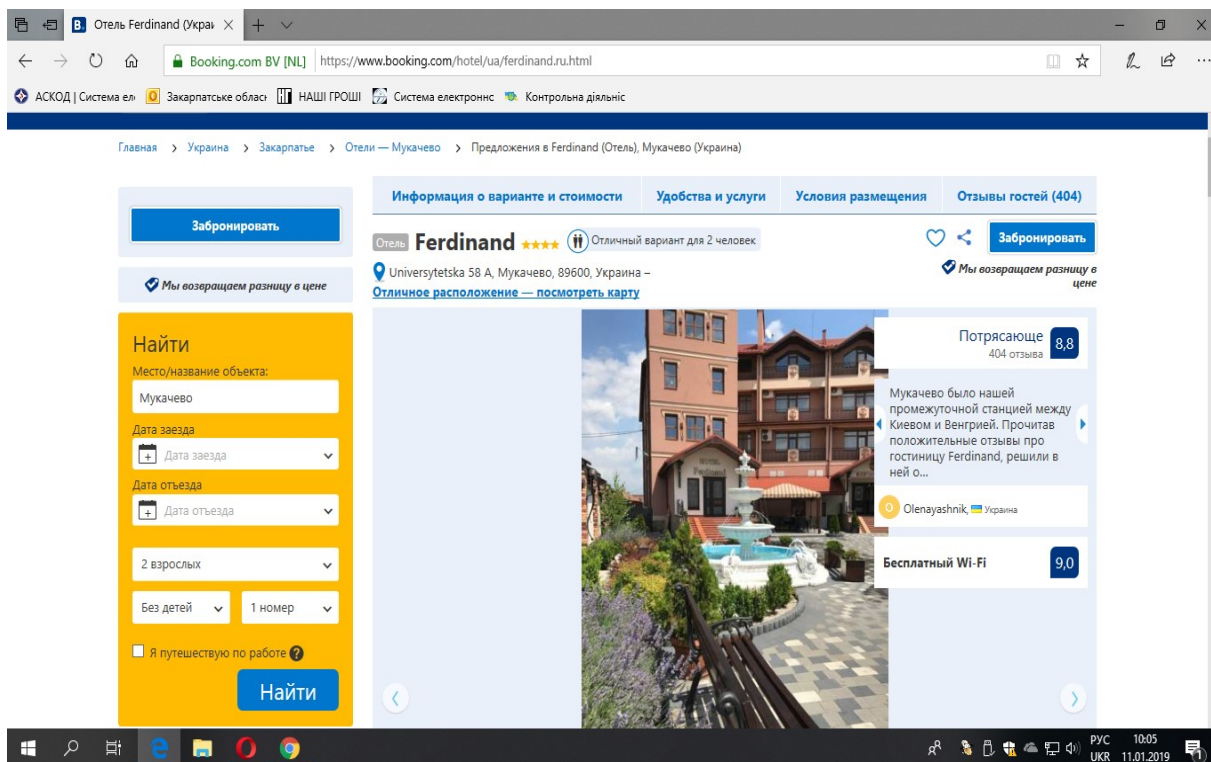 B. Отель Ferdinand (Украи
Booking.com BV [NL] https://www.booking.com/hotel/ua/ferdinand.ru.html
АСКОД | Система ел Закарпатське област НАШІ ГРОШІ Система електроннс Контрольна діяльніс
Главная > Украина > Закарпатье > Отели — Мукачево > Предложения в Ferdinand (Отель), Мукачево (Украина)
Информация о варианте и стоимости Удобства и услуги Условия размещения Отзывы гостей (404)
Забронировать
Мы возвращаем разницу в цене
Отель Ferdinand Отличный вариант для 2 человек
Забронировать
Universytetska 58 A, Мукачево, 89600, Украина –
Отличное расположение — посмотреть карту
Мы возвращаем разницу в
цене
Найти
Место/название объекта:
Мукачево
Дата заезда
Дата заезда
Дата отъезда
Дата отъезда
2 взрослых
Без детей 1 номер
Я путешествую по работе ?
Найти
Потрясающе 8,8
404 отзыва
Мукачево было нашей
промежуточной станцией между
Киевом и Венгрией. Прочитав
положительные отзывы про
гостиницу Ferdinand, решили в
ней о...
O Olenayashnik, Украина
Бесплатный Wi-Fi 9,0
РУС 10:05
UKR 11.01.2019
1